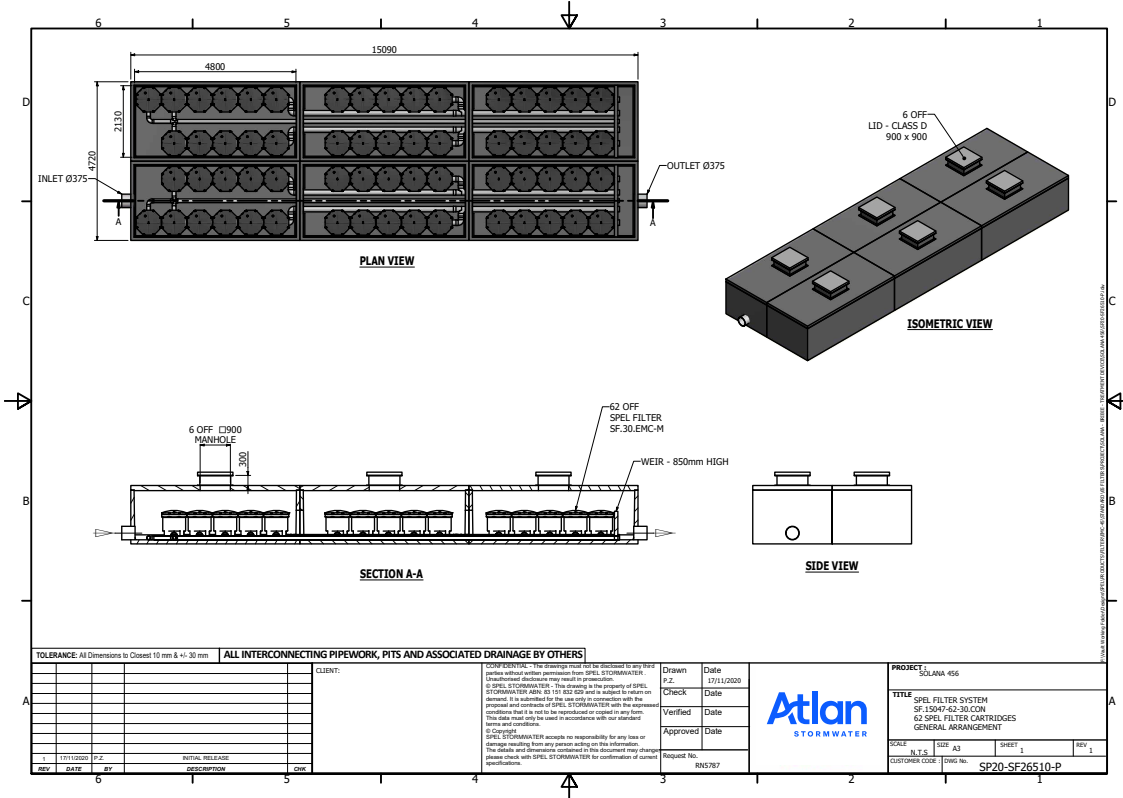 6 5 4 3 2 1
D
C
B
A
D
C
B
A
15090
4800
2130
4720
INLET Ø375
OUTLET Ø375
A
A
PLAN VIEW
6 OFF
LID - CLASS D
900 x 900
ISOMETRIC VIEW
6 OFF □900
MANHOLE
300
62 OFF
SPEL FILTER
SF.30.EMC-M
WEIR - 850mm HIGH
SECTION A-A
SIDE VIEW
TOLERANCE: All Dimensions to Closest 10 mm & +/- 30 mm
ALL INTERCONNECTING PIPEWORK, PITS AND ASSOCIATED DRAINAGE BY OTHERS
1 17/11/2020 P.Z. INITIAL RELEASE
REV DATE BY DESCRIPTION CHK
CLIENT:
CONFIDENTIAL - The drawings must not be disclosed to any third
parties without written permission from SPEL STORMWATER .
Unauthorised disclosure may result in prosecution.
© SPEL STORMWATER - This drawing is the property of SPEL
STORMWATER ABN: 83 151 832 629 and is subject to return on
demand. It is submitted for the use only in connection with the
proposal and contracts of SPEL STORMWATER with the expressed
conditions that it is not to be reproduced or copied in any form.
This data must only be used in accordance with our standard
terms and conditions.
© Copyright
SPEL STORMWATER accepts no responsibility for any loss or
damage resulting from any person acting on this information.
The details and dimensions contained in this document may change,
please check with SPEL STORMWATER for confirmation of current
specifications.
Drawn Date
P.Z. 17/11/2020
Check Date
Verified Date
Approved Date
Request No.
RN5787
Atlan
STORMWATER
PROJECT :
SOLANA 456
TITLE
SPEL FILTER SYSTEM
SF.15047-62-30.CON
62 SPEL FILTER CARTRIDGES
GENERAL ARRANGEMENT
SCALE SIZE SHEET REV
N.T.S A3 1 1
CUSTOMER CODE : DWG No.
SP20-SF26510-P
6 5 4 3 2 1